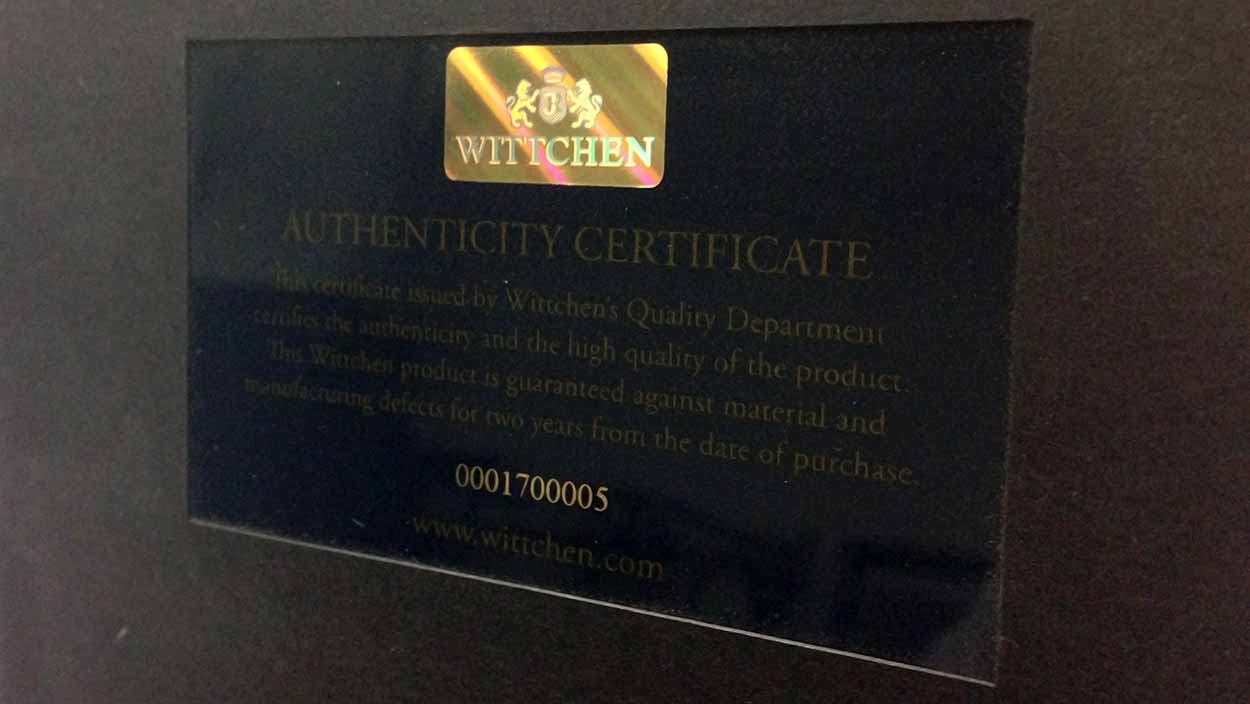 WITTCHEN
AUTHENTICITY CERTIFICATE
This certificate issued by Wittchen's Quality Department
certifies the authenticity and the high quality of the product.
This Wittchen product is guaranteed against material and
manufacturing defects for two years from the date of purchase.
0001700005
www.wittchen.com